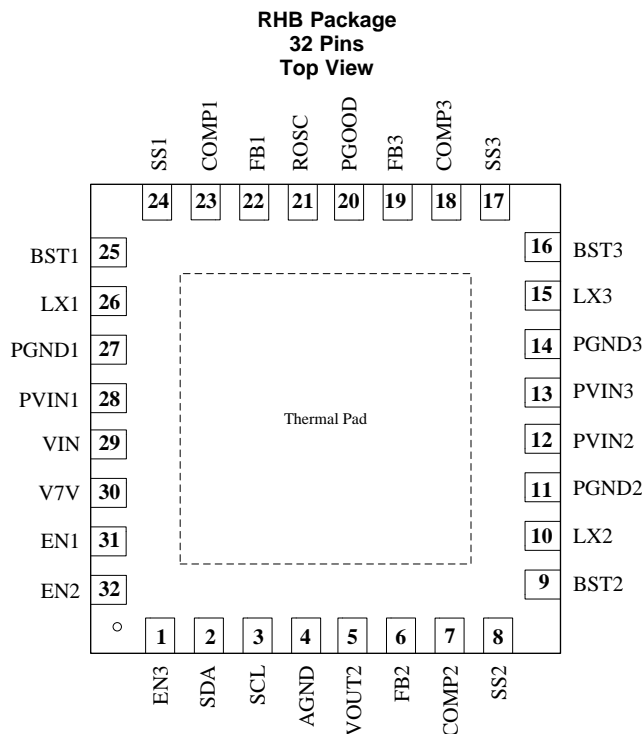 RHB Package
32 Pins
Top View
SS1
COMP1
FB1
ROSC
PGOOD
FB3
COMP3
SS3
24 23 22 21 20 19 18 17
BST1 25
LX1 26
PGND1 27
PVIN1 28
VIN 29
V7V 30
EN1 31
EN2 32
Thermal Pad
16 BST3
15 LX3
14 PGND3
13 PVIN3
12 PVIN2
11 PGND2
10 LX2
9 BST2
1 2 3 4 5 6 7 8
EN3
SDA
SCL
AGND
VOUT2
FB2
COMP2
SS2